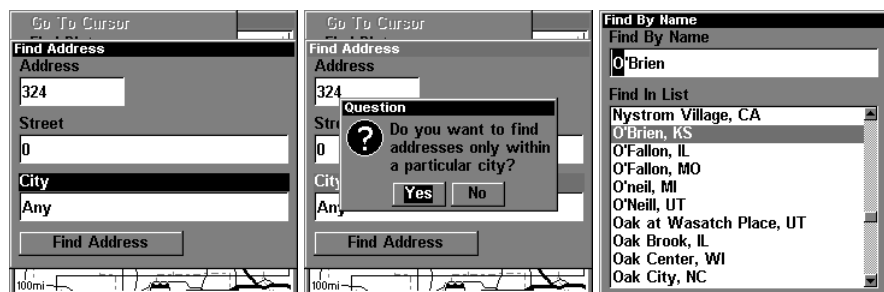 Go To Cursor
Find Address
Address
324
Street
0
City
Any
Find Address
100mi
Go To Cursor
Find Address
Address
324
Question
Do you want to find
addresses only within
a particular city?
Yes No
0
Any
Find Address
100mi
Find By Name
Find By Name
O'Brien
Find In List
Nystrom Village, CA
O'Brien, KS
O'Fallon, IL
O'Fallon, MO
O'neil, MI
O'Neill, UT
Oak at Wasatch Place, UT
Oak Brook, IL
Oak Center, WI
Oak City, NC